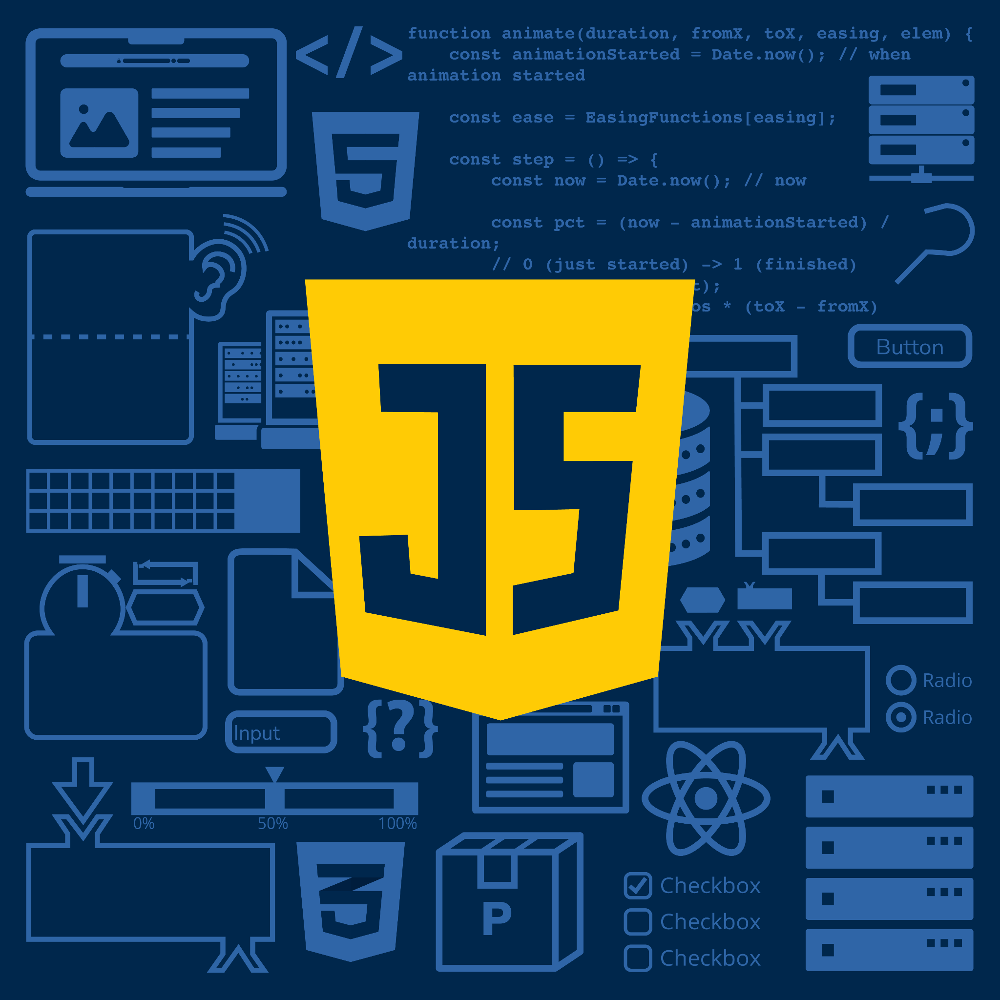 </>
function animate(duration, fromX, toX, easing, elem) {
const animationStarted = Date.now(); // when
animation started
const ease = EasingFunctions[easing];
const step = () => {
const now = Date.now(); // now
const pct = (now - animationStarted) /
duration;
// 0 (just started) -> 1 (finished)
);
* (toX - fromX)
Button
{;}
JS
Radio
Radio
Input
{?}
0% 50% 100%
P
Checkbox
Checkbox
Checkbox